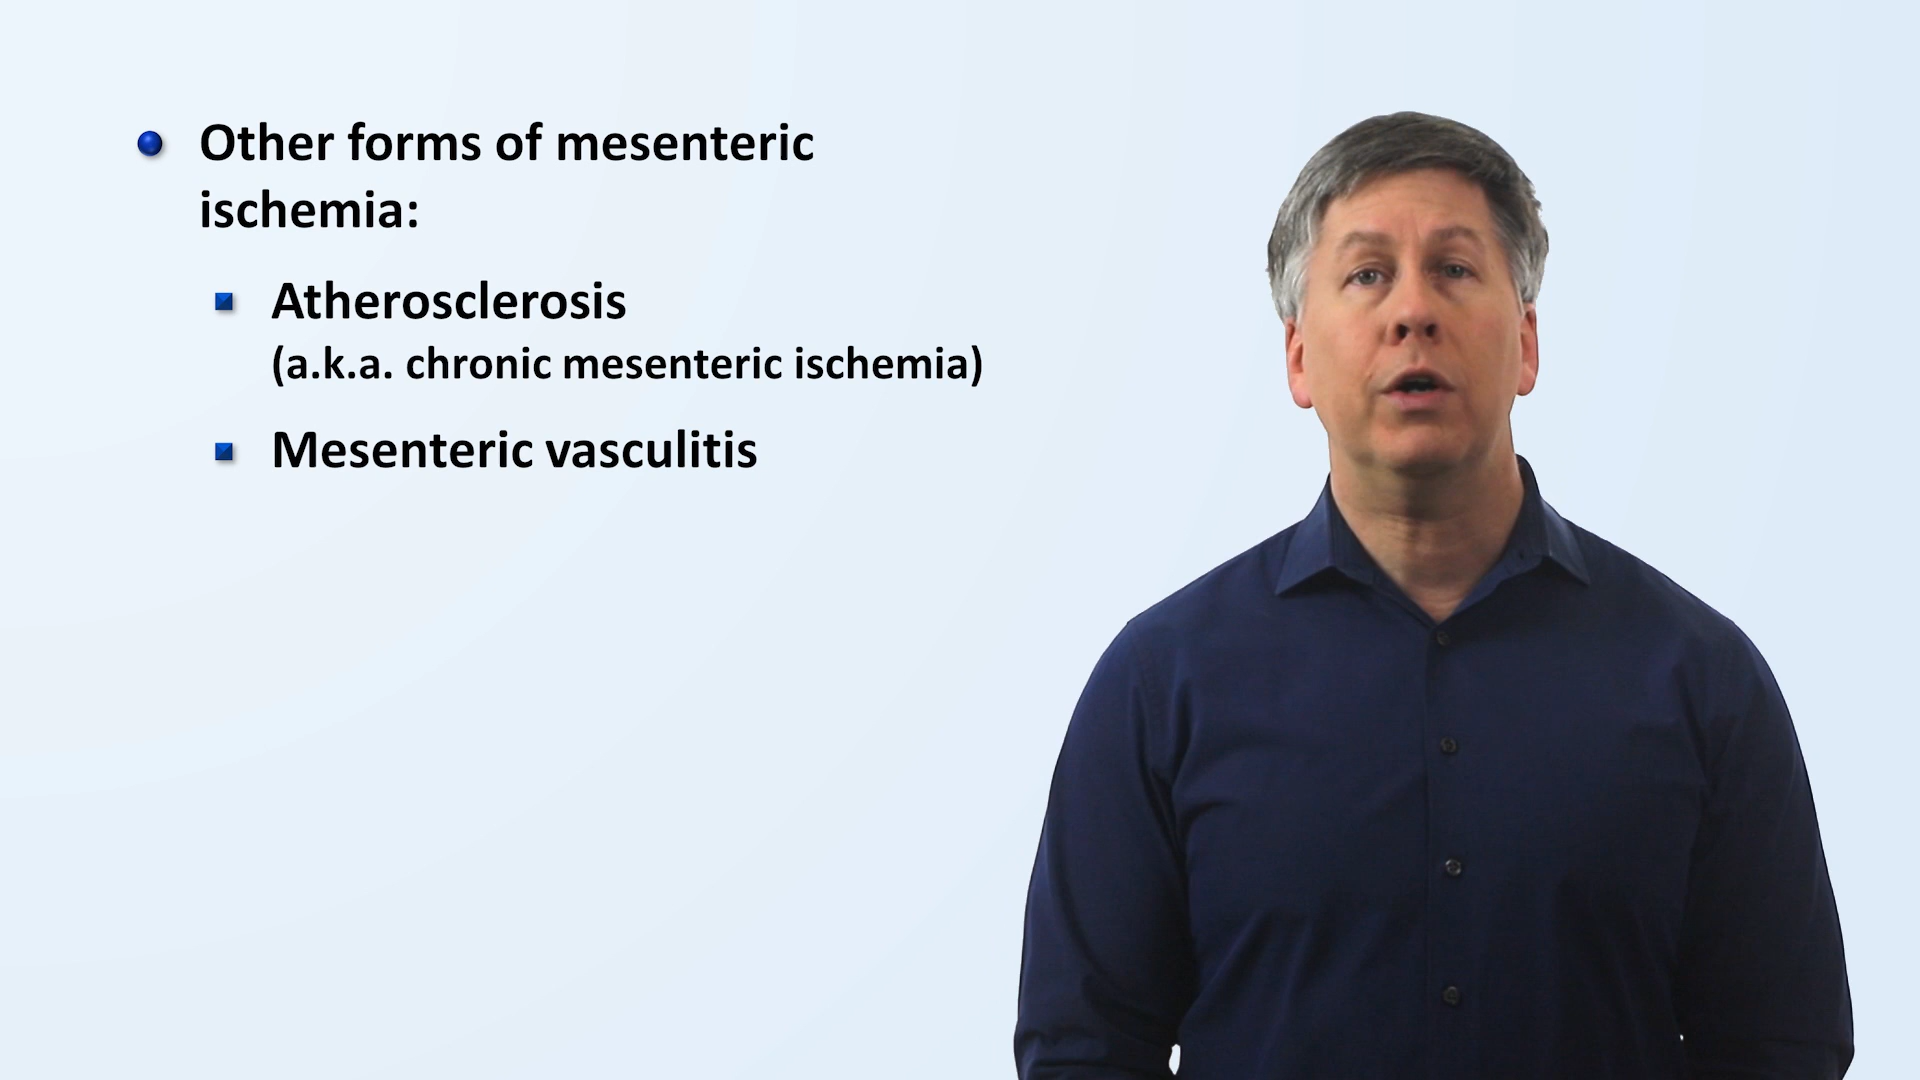 Other forms of mesenteric
ischemia:
Atherosclerosis
(a.k.a. chronic mesenteric ischemia)
Mesenteric vasculitis